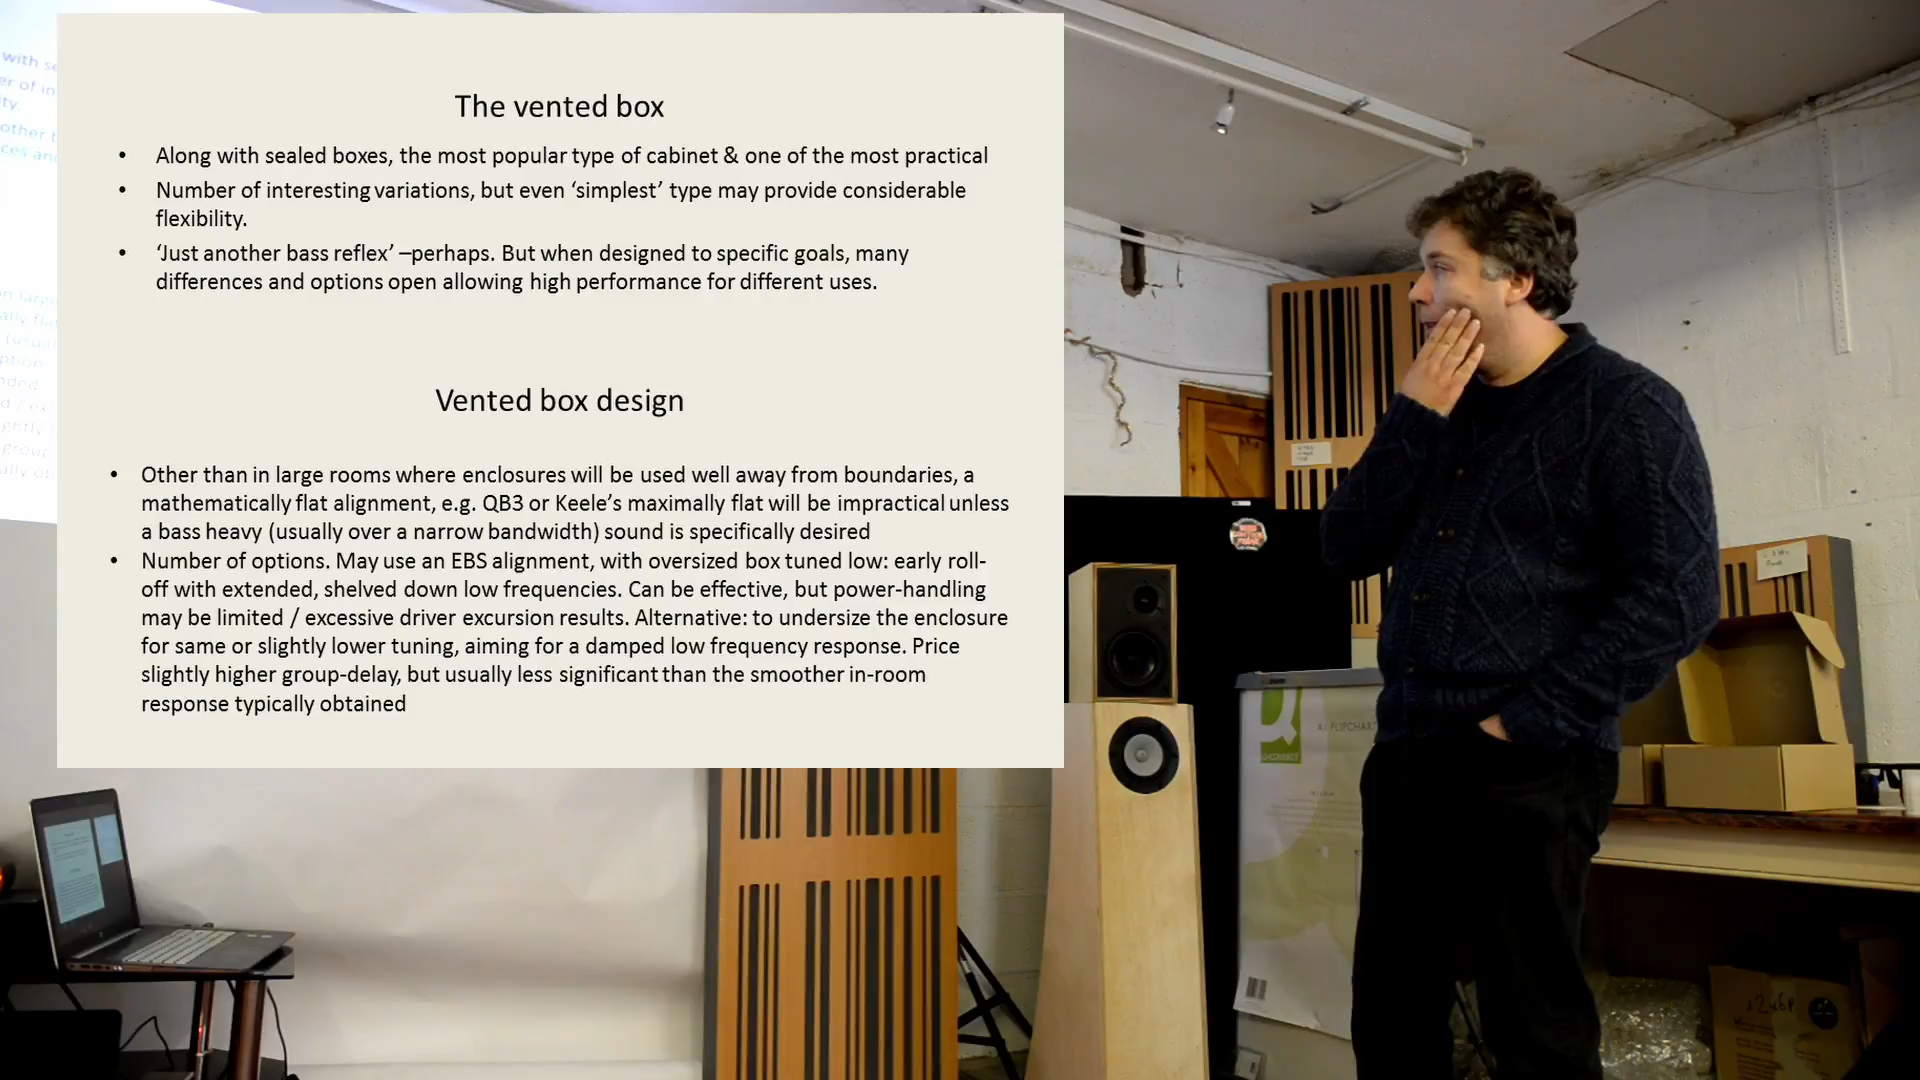 The vented box
• Along with sealed boxes, the most popular type of cabinet & one of the most practical
• Number of interesting variations, but even ‘simplest’ type may provide considerable
flexibility.
• ‘Just another bass reflex’ –perhaps. But when designed to specific goals, many
differences and options open allowing high performance for different uses.
Vented box design
• Other than in large rooms where enclosures will be used well away from boundaries, a
mathematically flat alignment, e.g. QB3 or Keele’s maximally flat will be impractical unless
a bass heavy (usually over a narrow bandwidth) sound is specifically desired
• Number of options. May use an EBS alignment, with oversized box tuned low: early roll-
off with extended, shelved down low frequencies. Can be effective, but power-handling
may be limited / excessive driver excursion results. Alternative: to undersize the enclosure
for same or slightly lower tuning, aiming for a damped low frequency response. Price
slightly higher group-delay, but usually less significant than the smoother in-room
response typically obtained
with
er of in
ity.
other
FLIPCHART
Q-CONNECT